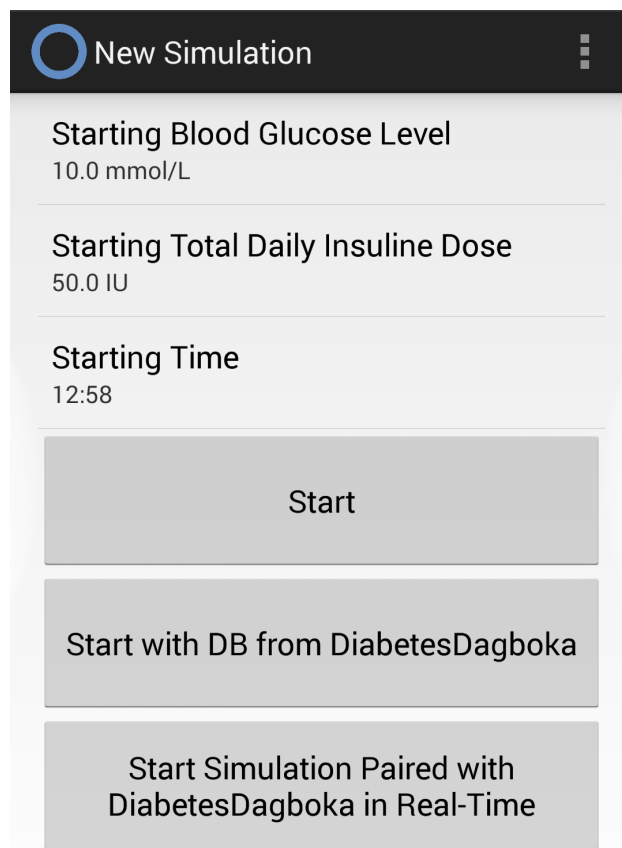 New Simulation
Starting Blood Glucose Level
10.0 mmol/L
Starting Total Daily Insuline Dose
50.0 IU
Starting Time
12:58
Start
Start with DB from DiabetesDagboka
Start Simulation Paired with
DiabetesDagboka in Real-Time